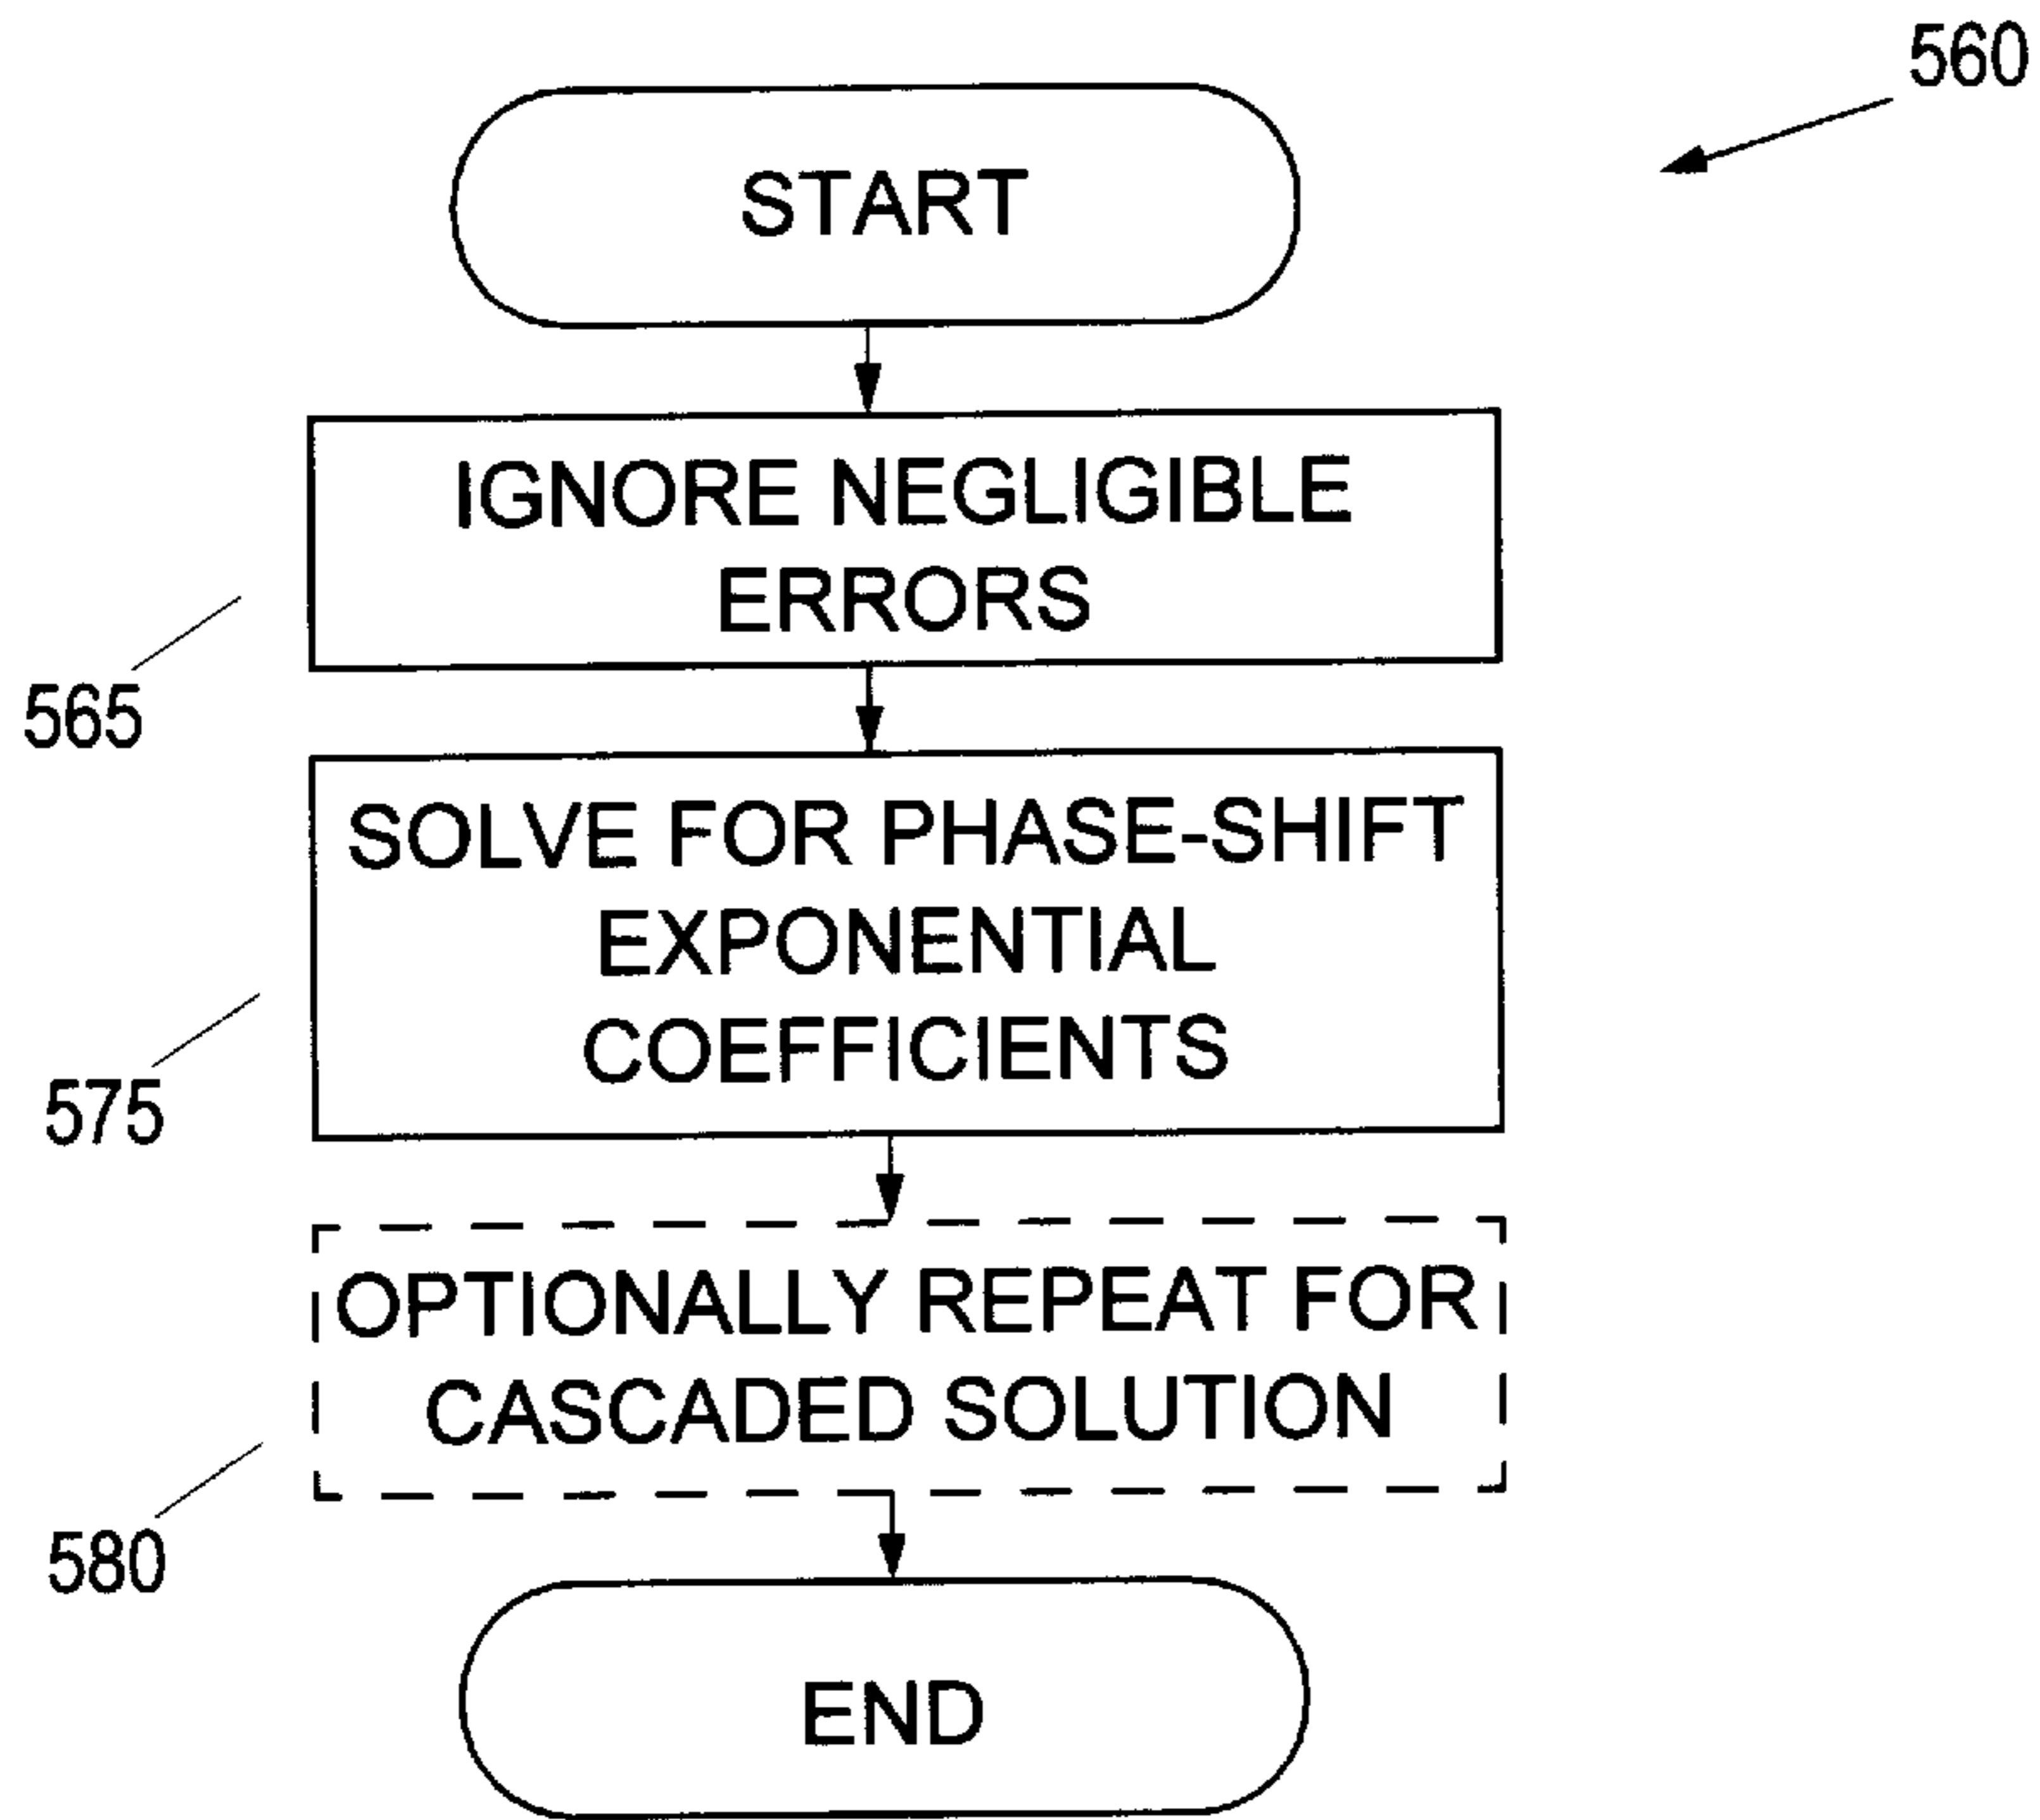 560
START
IGNORE NEGLIGIBLE
ERRORS
565
SOLVE FOR PHASE-SHIFT
EXPONENTIAL
COEFFICIENTS
575
OPTIONALLY REPEAT FOR
CASCADED SOLUTION
580
END